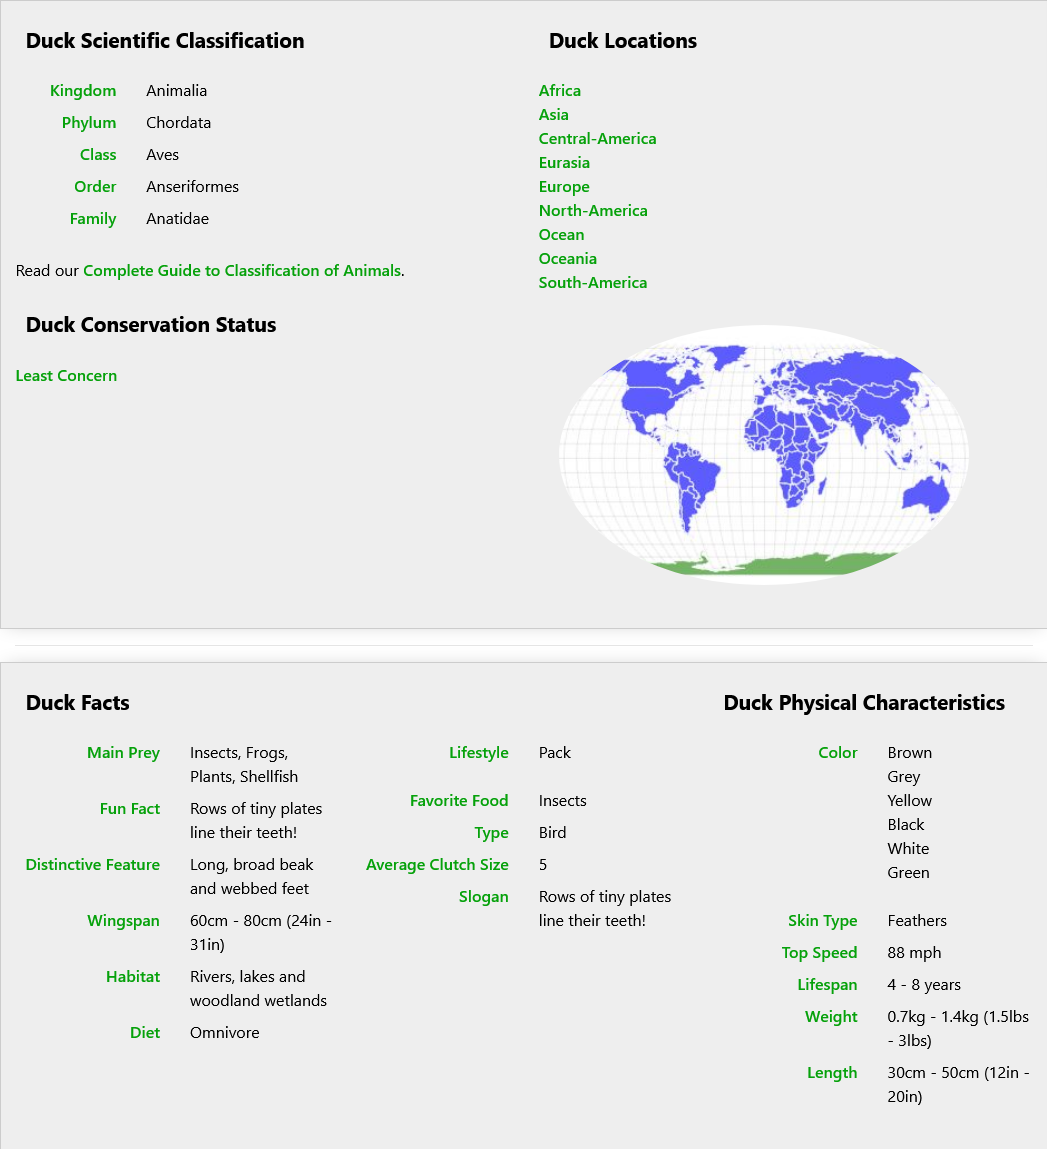 Duck Scientific Classification
Kingdom Animalia
Phylum Chordata
Class Aves
Order Anseriformes
Family Anatidae
Read our Complete Guide to Classification of Animals.
Duck Conservation Status
Least Concern
Duck Locations
Africa
Asia
Central-America
Eurasia
Europe
North-America
Ocean
Oceania
South-America
Duck Facts
Main Prey Insects, Frogs,
Plants, Shellfish
Fun Fact Rows of tiny plates
line their teeth!
Distinctive Feature Long, broad beak
and webbed feet
Wingspan 60cm - 80cm (24in -
31in)
Habitat Rivers, lakes and
woodland wetlands
Diet Omnivore
Lifestyle Pack
Favorite Food Insects
Type Bird
Average Clutch Size 5
Slogan Rows of tiny plates
line their teeth!
Duck Physical Characteristics
Color Brown
Grey
Yellow
Black
White
Green
Skin Type Feathers
Top Speed 88 mph
Lifespan 4 - 8 years
Weight 0.7kg - 1.4kg (1.5lbs
- 3lbs)
Length 30cm - 50cm (12in -
20in)